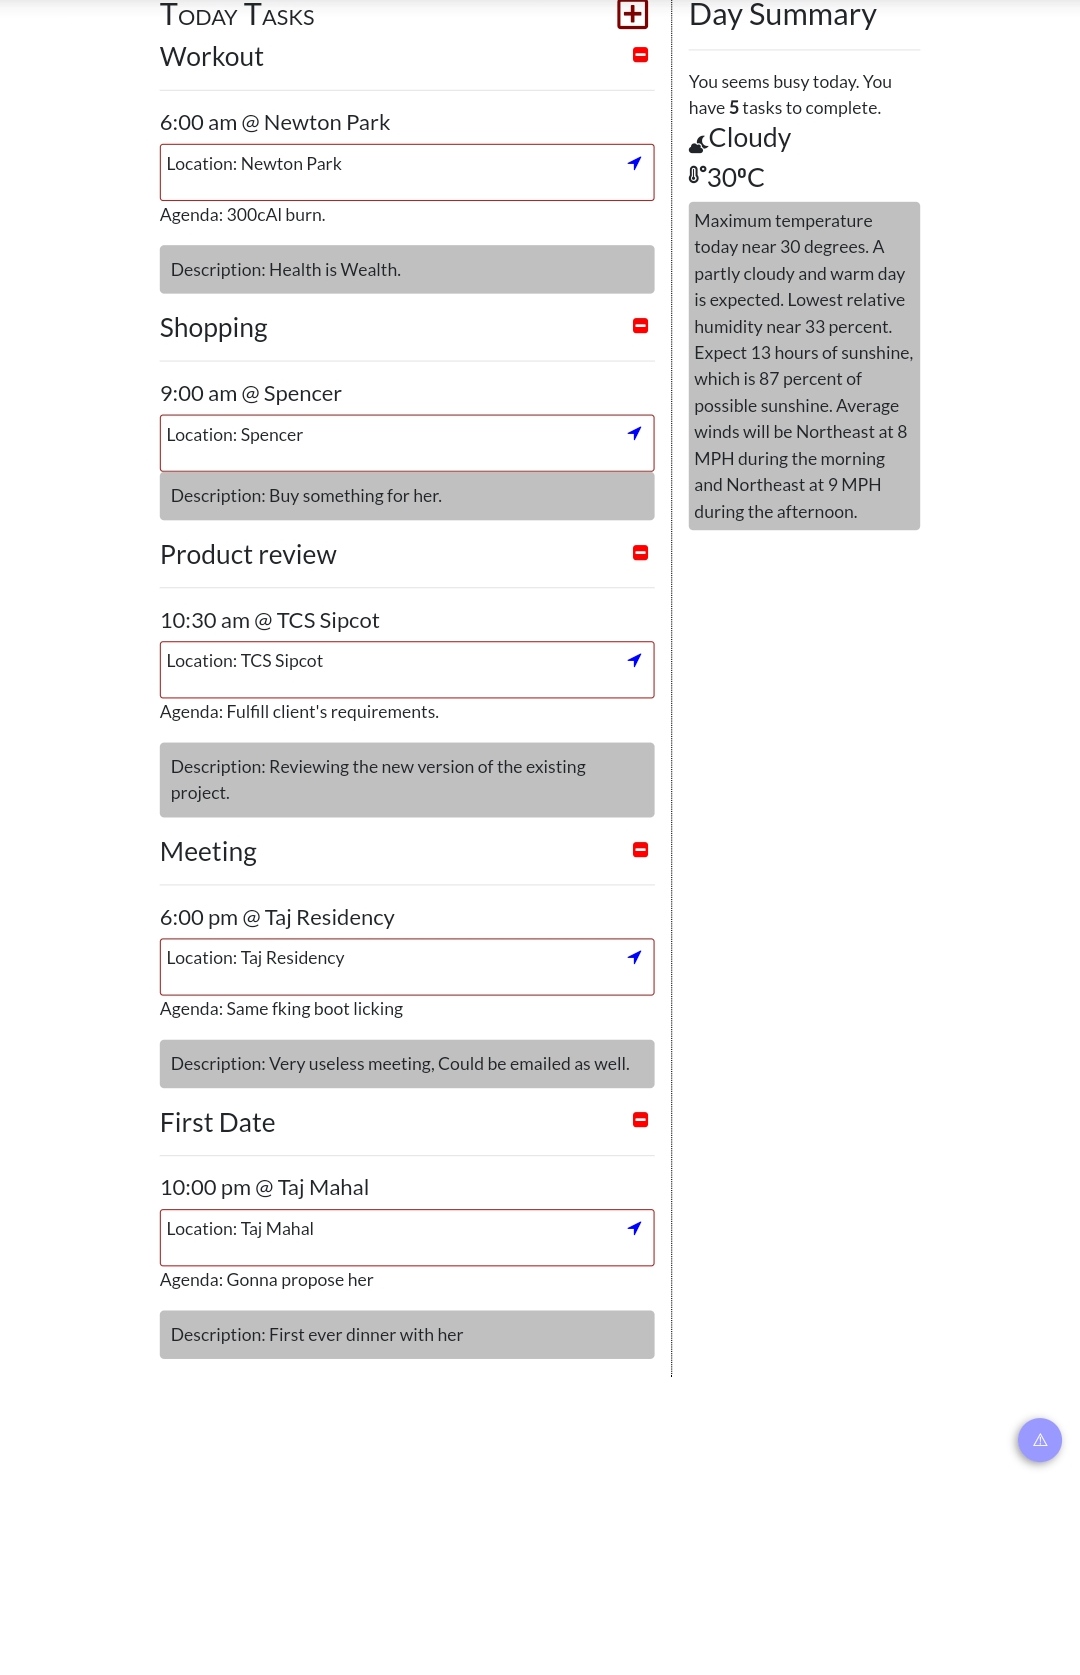 Today Tasks
Workout
6:00 am @ Newton Park
Location: Newton Park
Agenda: 300cAl burn.
Description: Health is Wealth.
Shopping
9:00 am @ Spencer
Location: Spencer
Description: Buy something for her.
Product review
10:30 am @ TCS Sipcot
Location: TCS Sipcot
Agenda: Fulfill client's requirements.
Description: Reviewing the new version of the existing
project.
Meeting
6:00 pm @ Taj Residency
Location: Taj Residency
Agenda: Same fking boot licking
Description: Very useless meeting, Could be emailed as well.
First Date
10:00 pm @ Taj Mahal
Location: Taj Mahal
Agenda: Gonna propose her
Description: First ever dinner with her
Day Summary
You seems busy today. You
have 5 tasks to complete.
Cloudy
30ºC
Maximum temperature
today near 30 degrees. A
partly cloudy and warm day
is expected. Lowest relative
humidity near 33 percent.
Expect 13 hours of sunshine,
which is 87 percent of
possible sunshine. Average
winds will be Northeast at 8
MPH during the morning
and Northeast at 9 MPH
during the afternoon.